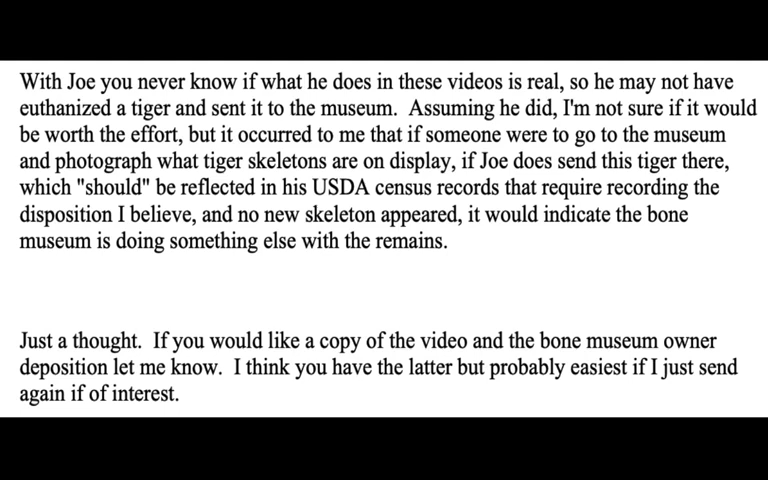 With Joe you never know if what he does in these videos is real, so he may not have
euthanized a tiger and sent it to the museum.  Assuming he did, I'm not sure if it would
be worth the effort, but it occurred to me that if someone were to go to the museum
and photograph what tiger skeletons are on display, if Joe does send this tiger there,
which "should" be reflected in his USDA census records that require recording the
disposition I believe, and no new skeleton appeared, it would indicate the bone
museum is doing something else with the remains.
Just a thought.  If you would like a copy of the video and the bone museum owner
deposition let me know.  I think you have the latter but probably easiest if I just send
again if of interest.